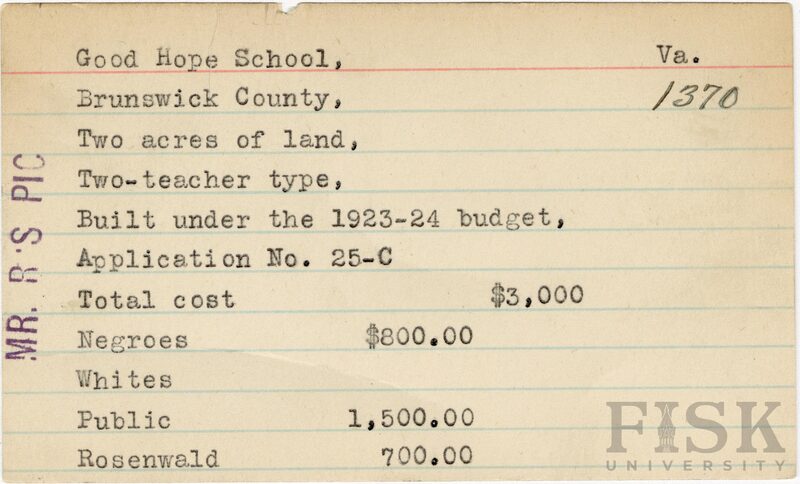 Good Hope School, Va.
Brunswick County, 1370
Two acres of land,
Two-teacher type,
Built under the 1923-24 budget,
Application No. 25-C
Total cost $3,000
Negroes $800.00
Whites
Public 1,500.00
Rosenwald 700.00
MR. R'S PIC
FISK
UNIVERSITY